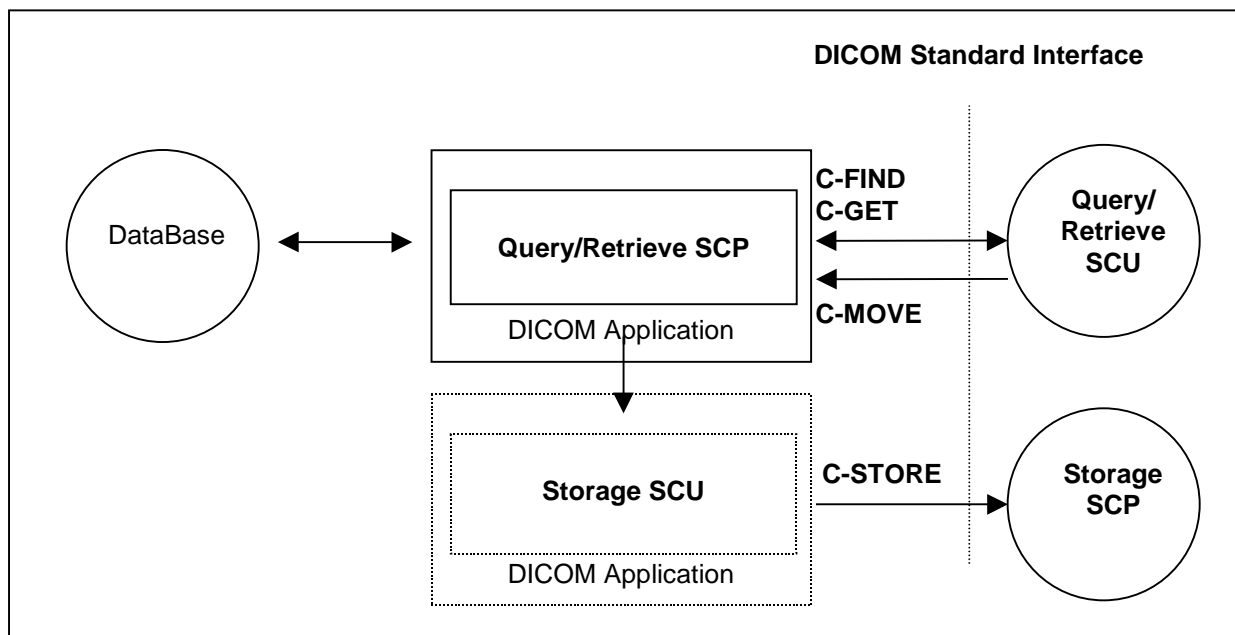 DICOM Standard Interface
DataBase
Query/Retrieve SCP
DICOM Application
C-FIND
C-GET
C-MOVE
Query/
Retrieve
SCU
Storage SCU
DICOM Application
C-STORE
Storage
SCP